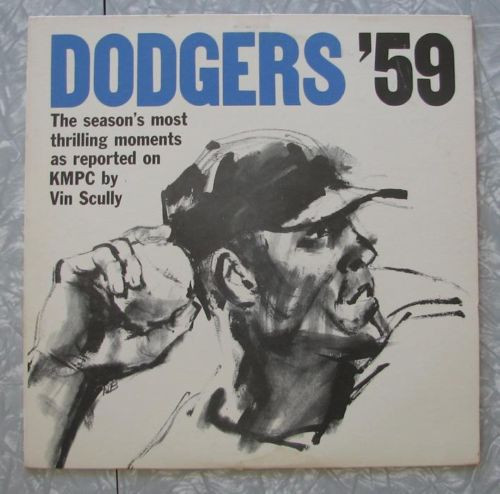 DODGERS '59
The season's most
thrilling moments
as reported on
KMPC by
Vin Scully